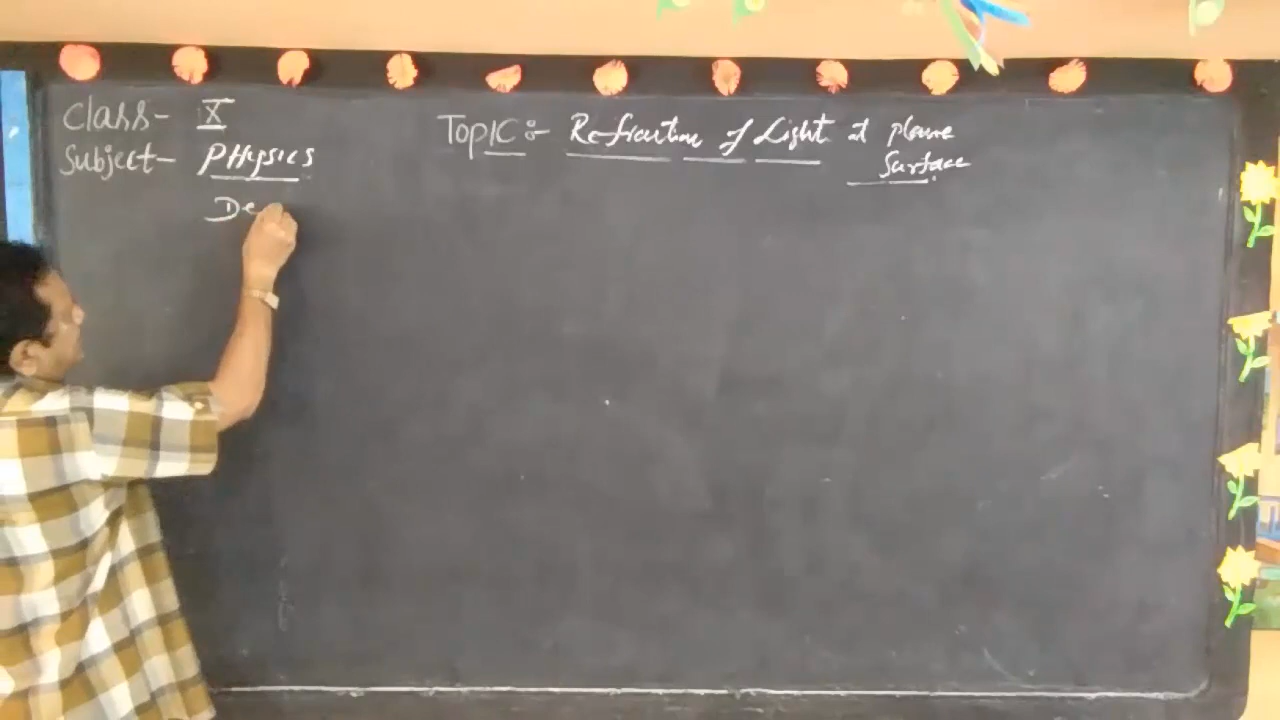 Class- X
Subject- PHysics
TOPIC :- Refraction of Light at plane
Surface
De